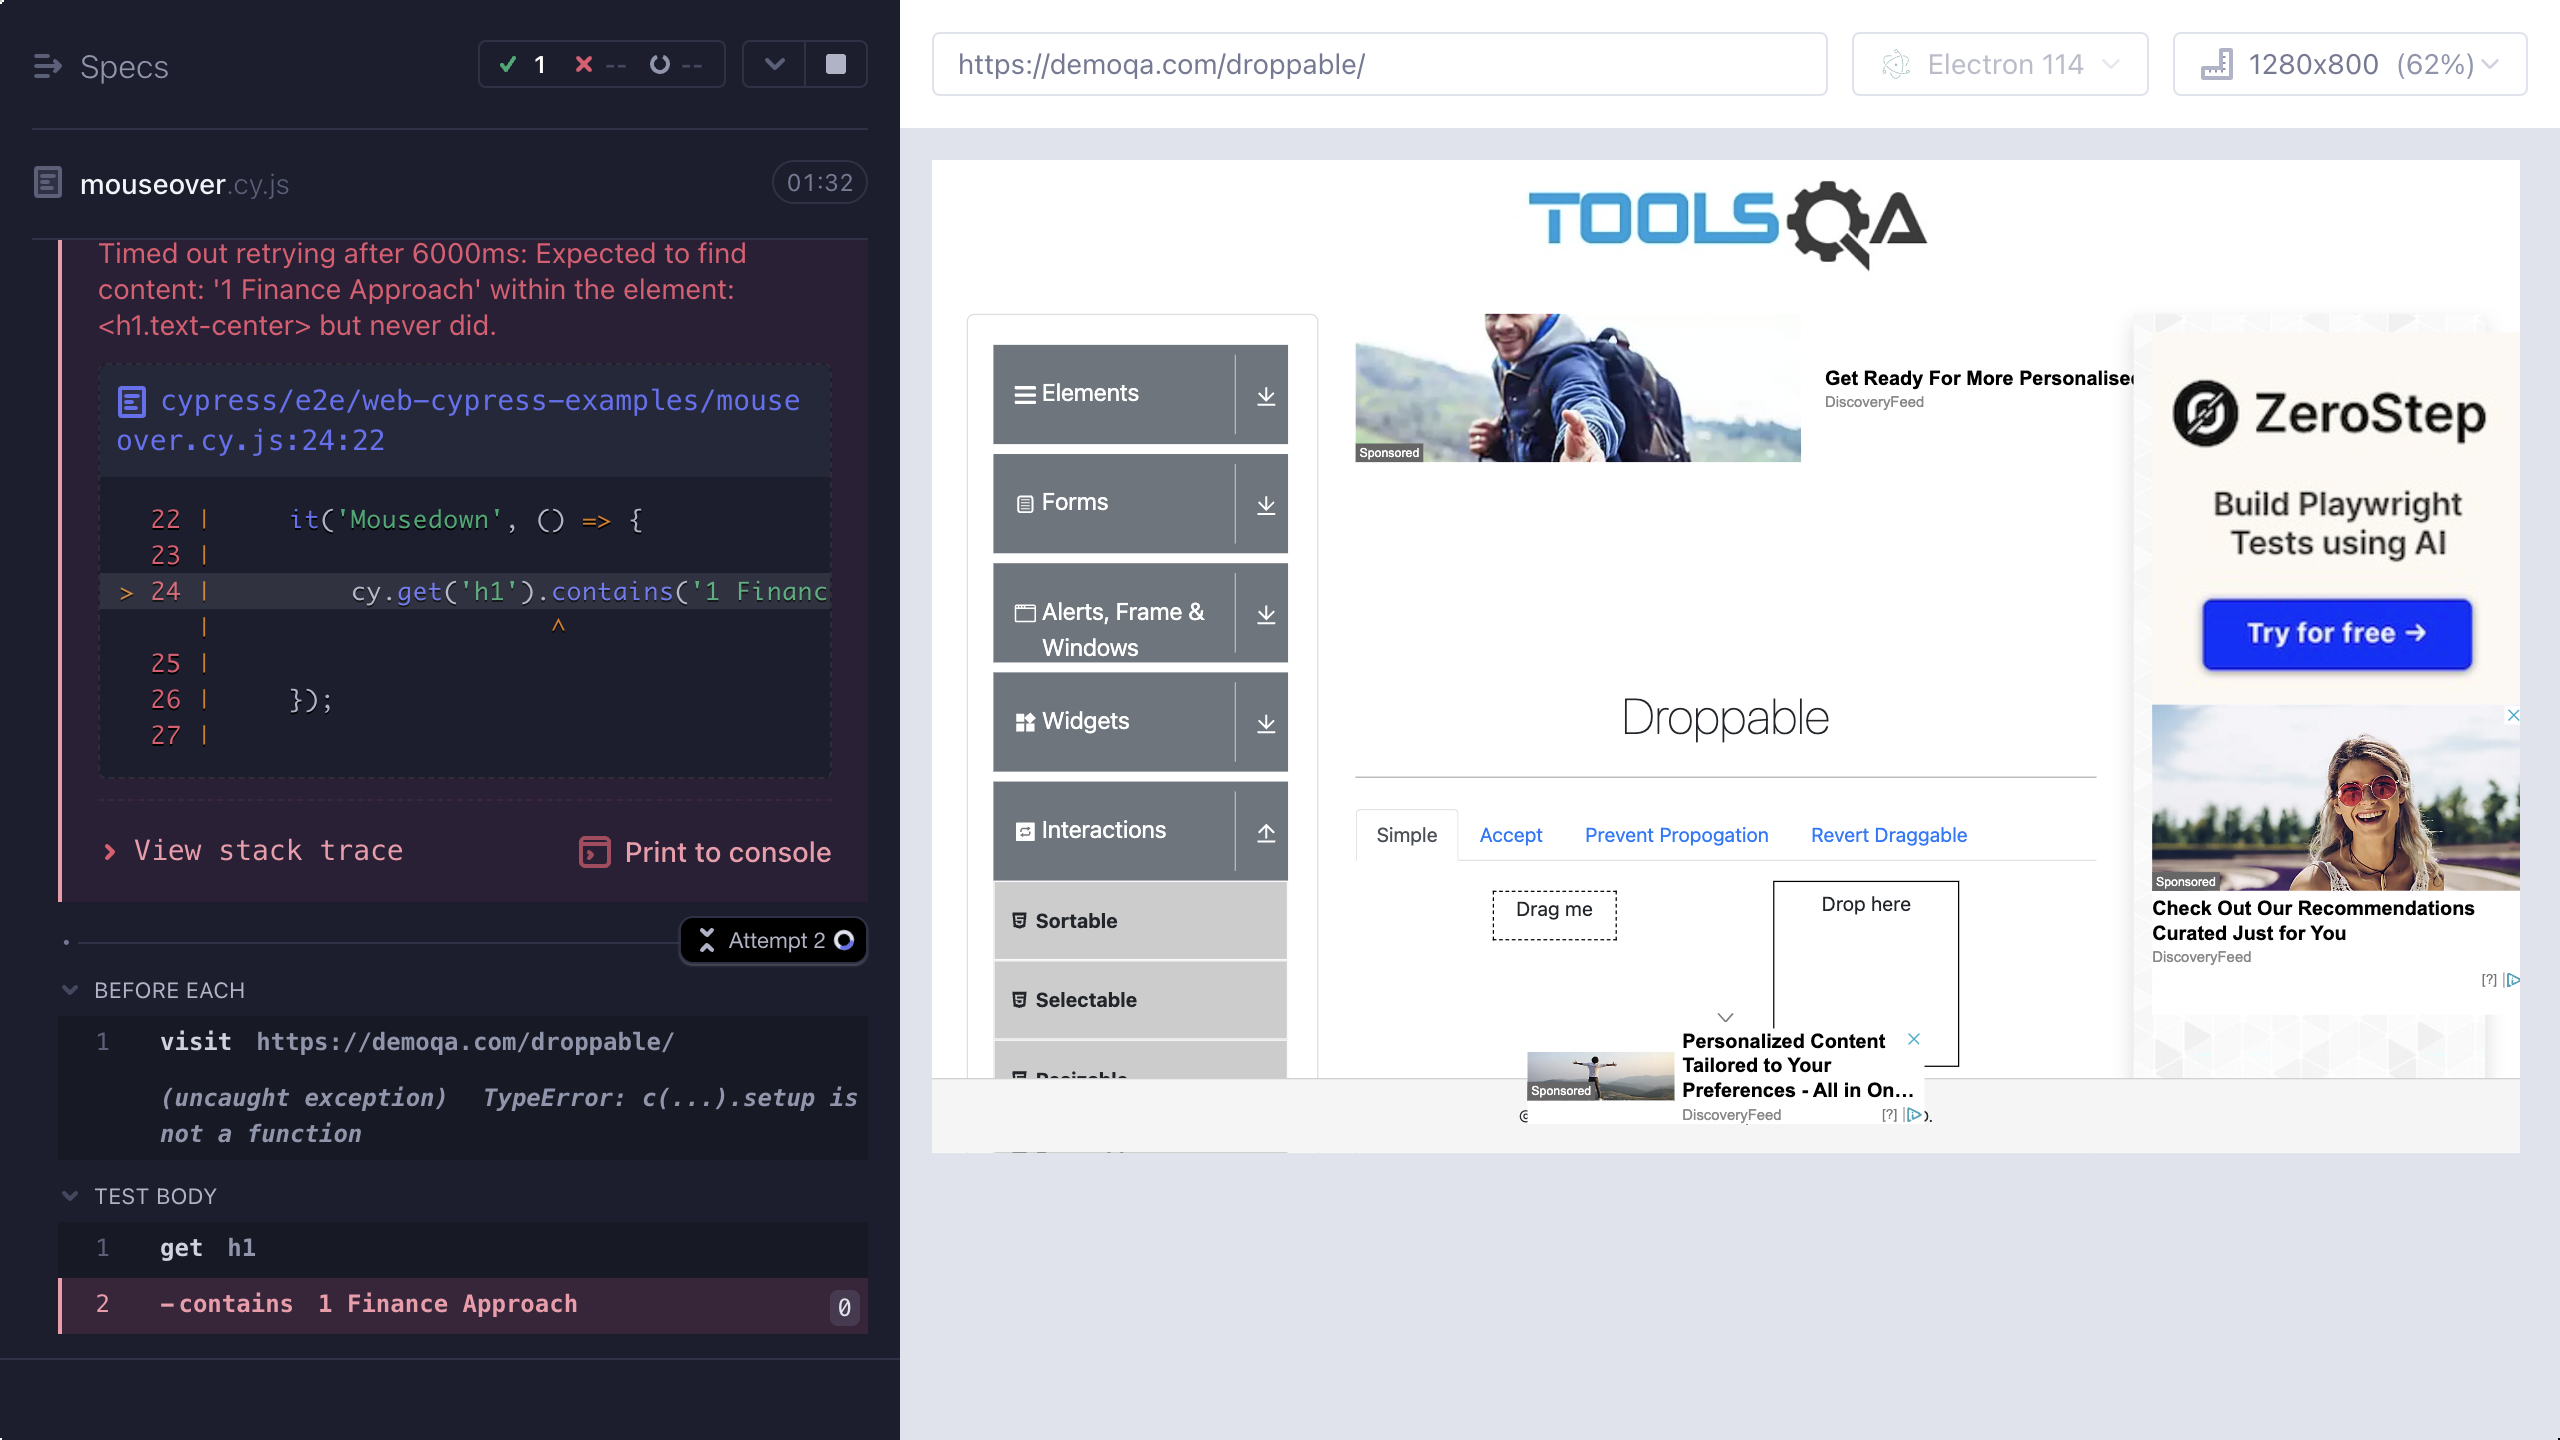 Specs
1 -- --
mouseover.cy.js
01:32
Timed out retrying after 6000ms: Expected to find
content: '1 Finance Approach' within the element:
<h1.text-center> but never did.
cypress/e2e/web-cypress-examples/mouse
over.cy.js:24:22
22 | it('Mousedown', () => {
23 |
> 24 | cy.get('h1').contains('1 Financ
| ^
25 |
26 | });
27 |
View stack trace
Print to console
Attempt 2
BEFORE EACH
1 visit https://demoqa.com/droppable/
(uncaught exception) TypeError: c(...).setup is
not a function
TEST BODY
1 get h1
2 -contains 1 Finance Approach 0
https://demoqa.com/droppable/
Electron 114
1280x800 (62%)
TOOLSQA
Elements
Forms
Alerts, Frame &
Windows
Widgets
Interactions
Sortable
Selectable
Sponsored
Get Ready For More Personalise
DiscoveryFeed
Droppable
Simple
Accept
Prevent Propogation
Revert Draggable
Drag me
Drop here
Personalized Content
Tailored to Your
Preferences - All in On...
Sponsored
DiscoveryFeed
[?]
©
ZeroStep
Build Playwright
Tests using AI
Try for free →
Sponsored
Check Out Our Recommendations
Curated Just for You
DiscoveryFeed
[?]